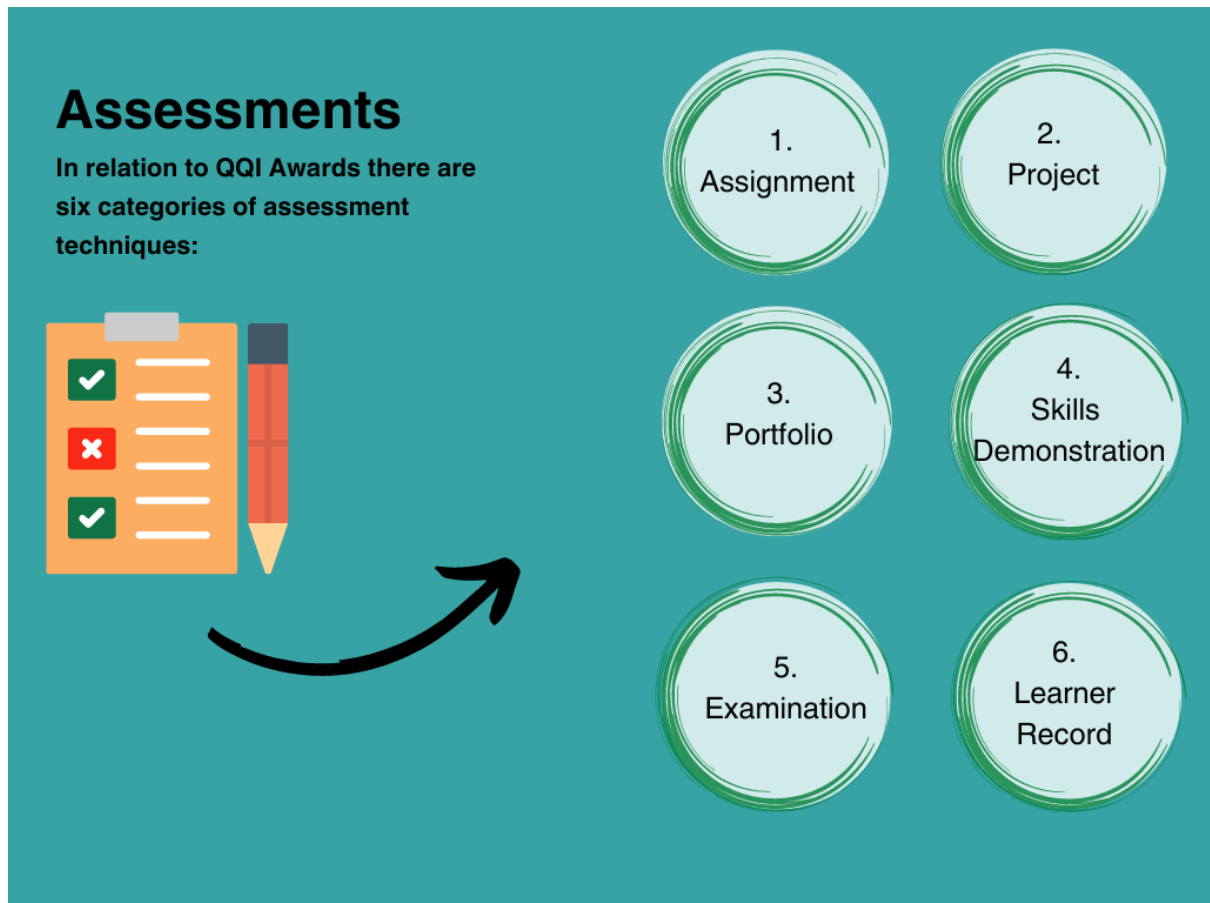 Assessments
In relation to QQI Awards there are
six categories of assessment
techniques:
1.
Assignment
2.
Project
3.
Portfolio
4.
Skills
Demonstration
5.
Examination
6.
Learner
Record